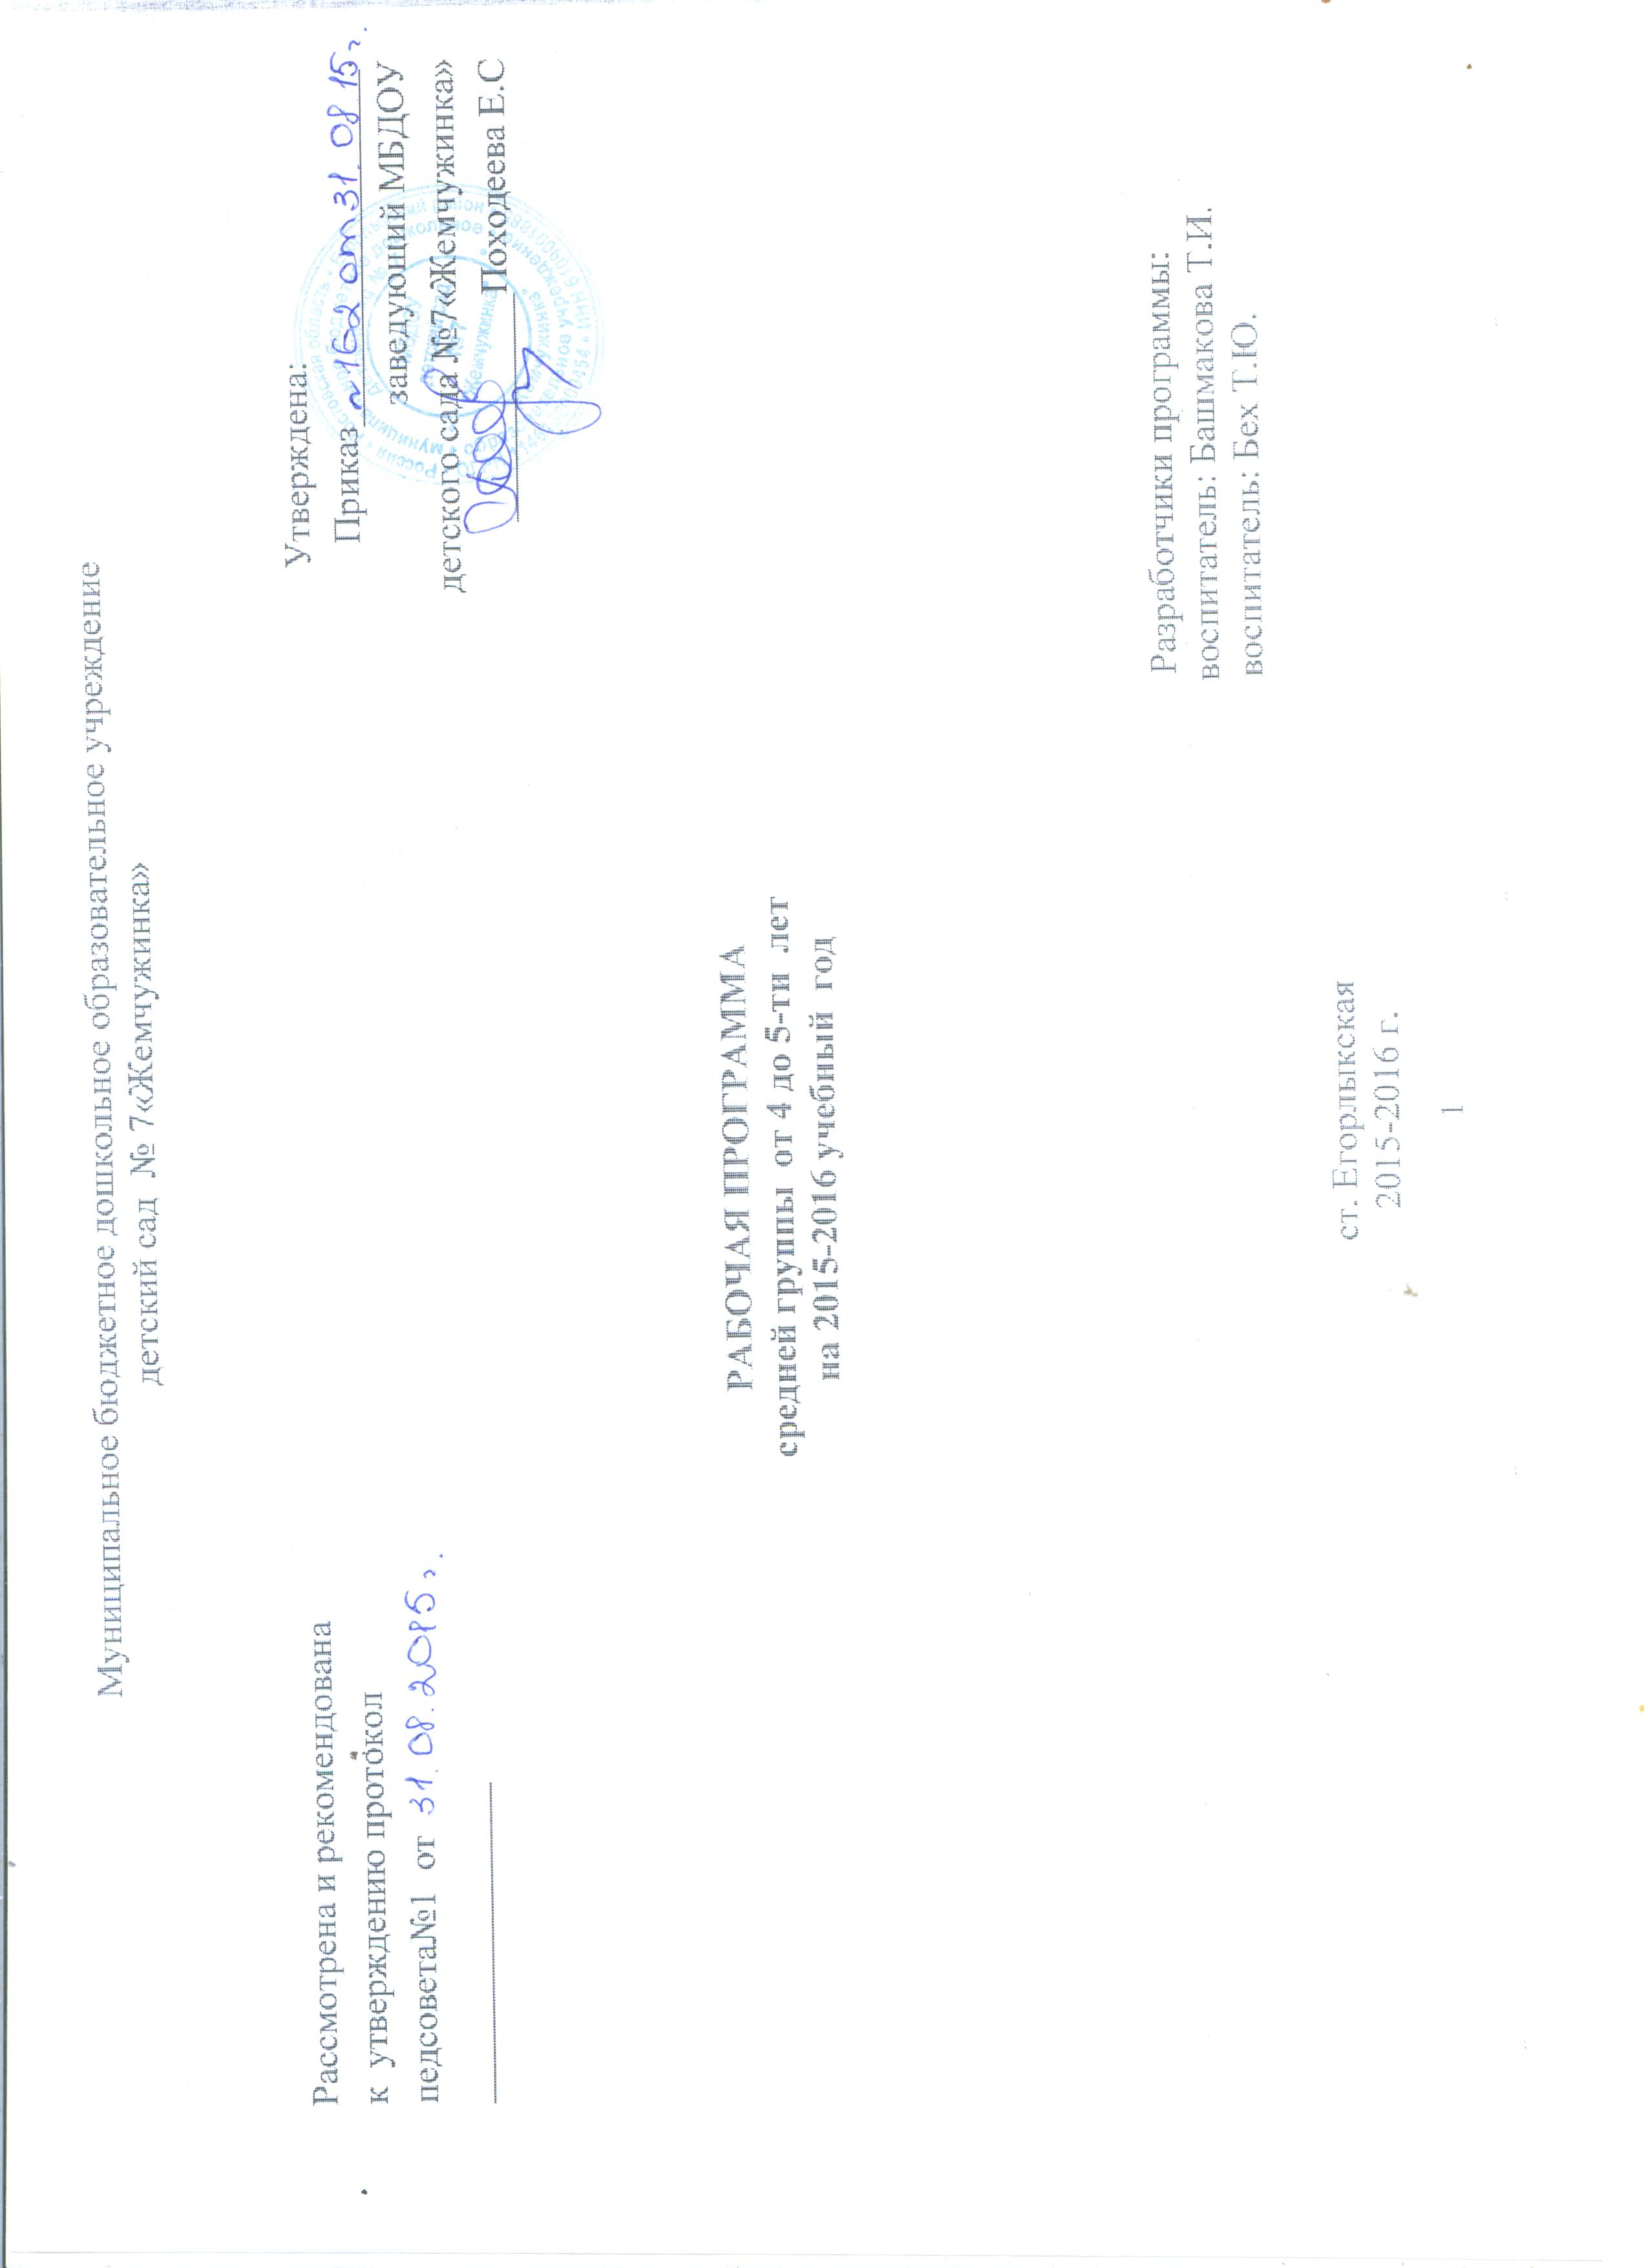 Муниципальное бюджетное дошкольное образовательное учреждение
детский сад № 7«Жемчужинка»
Рассмотрена и рекомендована
к утверждению протокол
педсовета№1 от 31.08.2015г.
Утверждена:
Приказ №162 от 31.08 15г.
заведующий МБДОУ
детского сада №7«Жемчужинка»
Походеева Е.С
РАБОЧАЯ ПРОГРАММА
средней группы от 4 до 5-ти лет
на 2015-2016 учебный год
Разработчики программы:
воспитатель: Башмакова Т.И.
воспитатель: Бех Т.Ю.
ст. Егорлыкская
2015-2016 г.
1